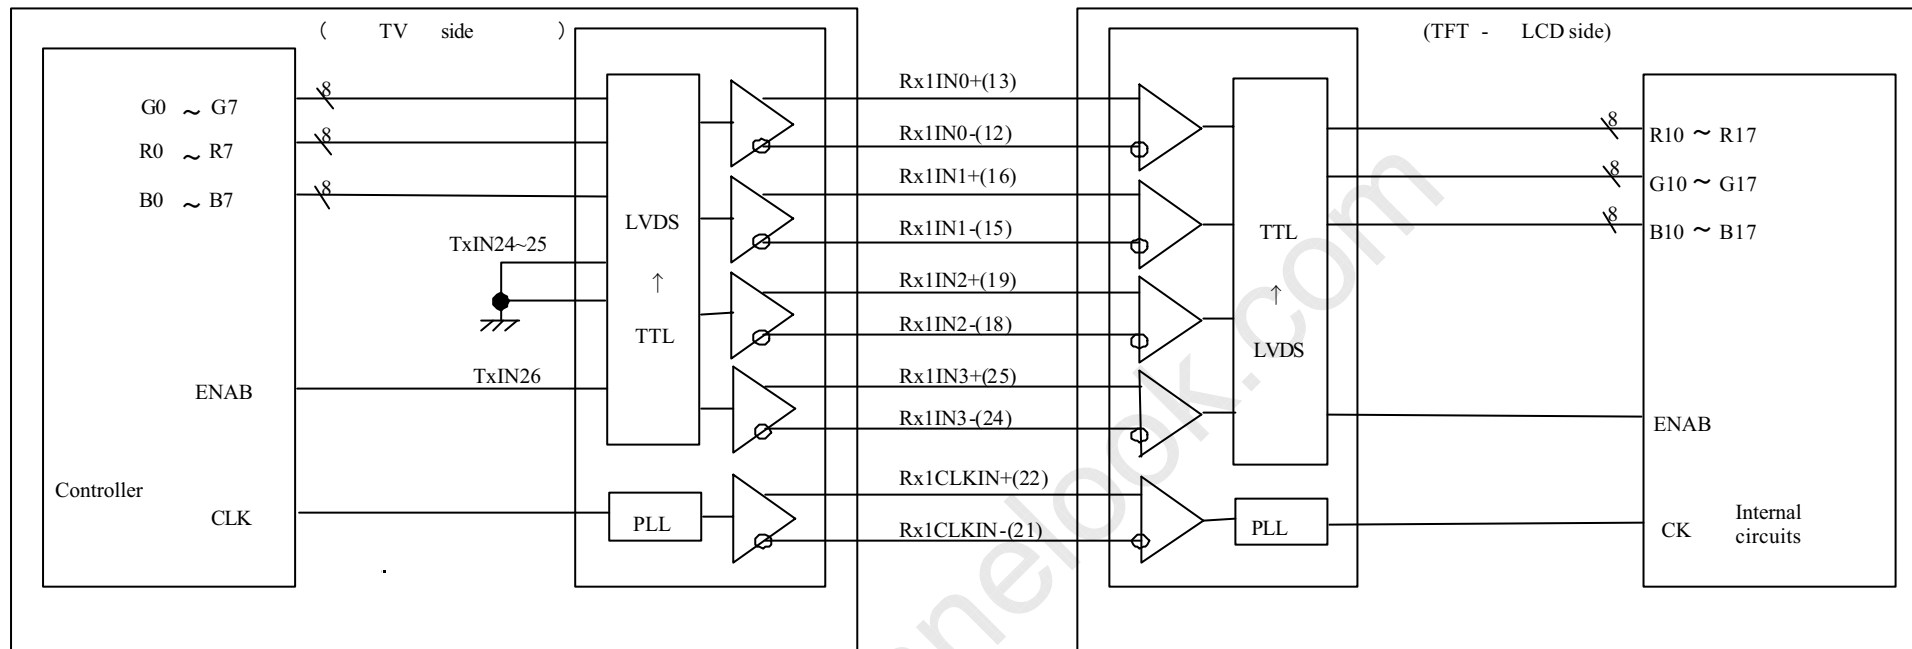 ( TV side )
(TFT - LCD side)
G0 ~ G7
8
R0 ~ R7
8
B0 ~ B7
8
TxIN24~25
TxIN26
ENAB
Controller
CLK
LVDS
↑
TTL
PLL
Rx1IN0+(13)
Rx1IN0-(12)
Rx1IN1+(16)
Rx1IN1-(15)
Rx1IN2+(19)
Rx1IN2-(18)
Rx1IN3+(25)
Rx1IN3-(24)
Rx1CLKIN+(22)
Rx1CLKIN-(21)
TTL
↑
LVDS
PLL
8
R10 ~ R17
8
G10 ~ G17
8
B10 ~ B17
ENAB
CK
Internal
circuits
nelook.com